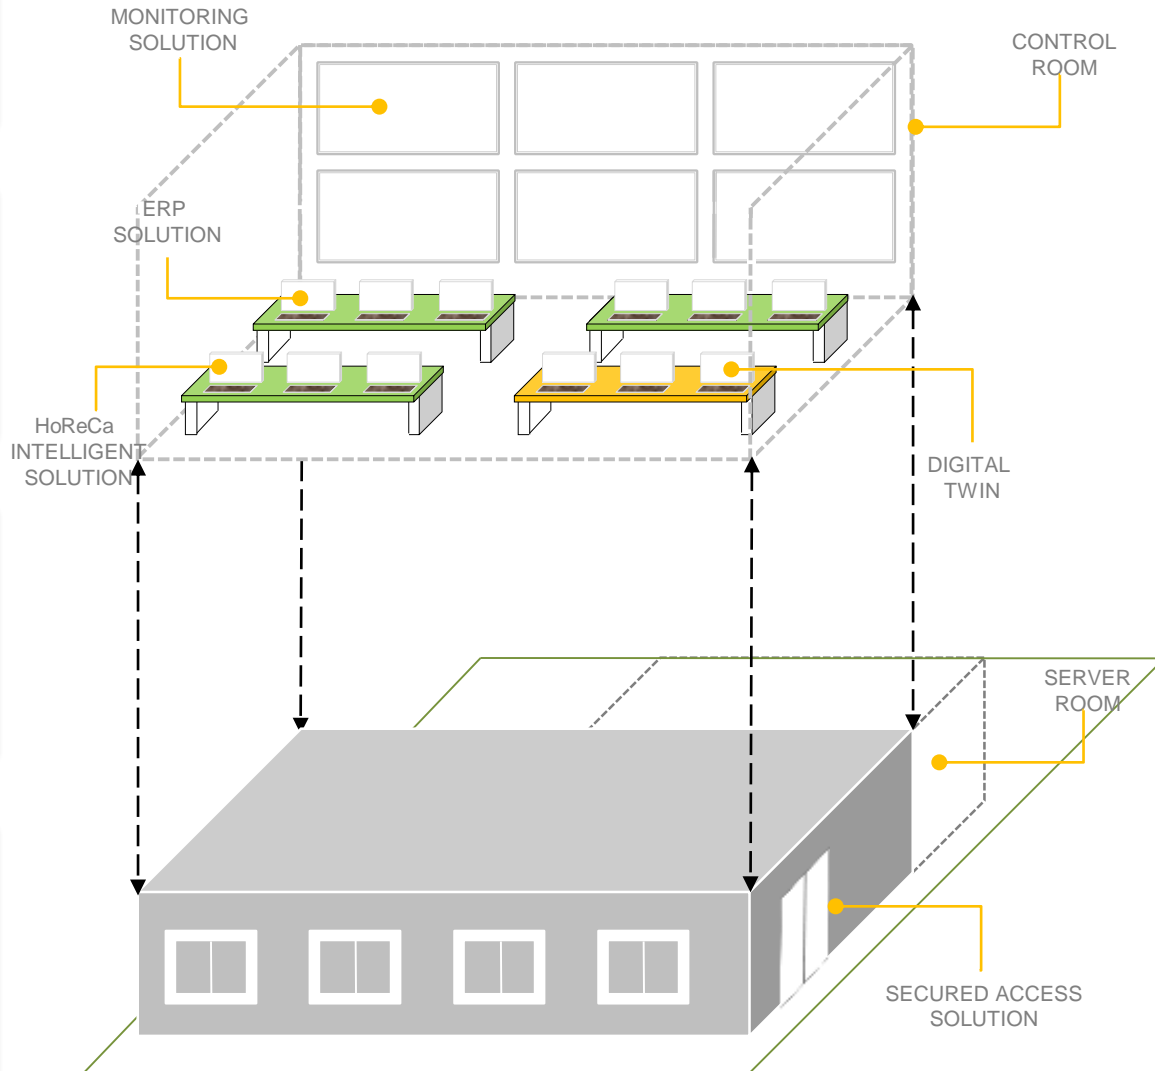 MONITORING
SOLUTION
CONTROL
ROOM
ERP
SOLUTION
HoReCa
INTELLIGENT
SOLUTION
DIGITAL
TWIN
SERVER
ROOM
SECURED ACCESS
SOLUTION